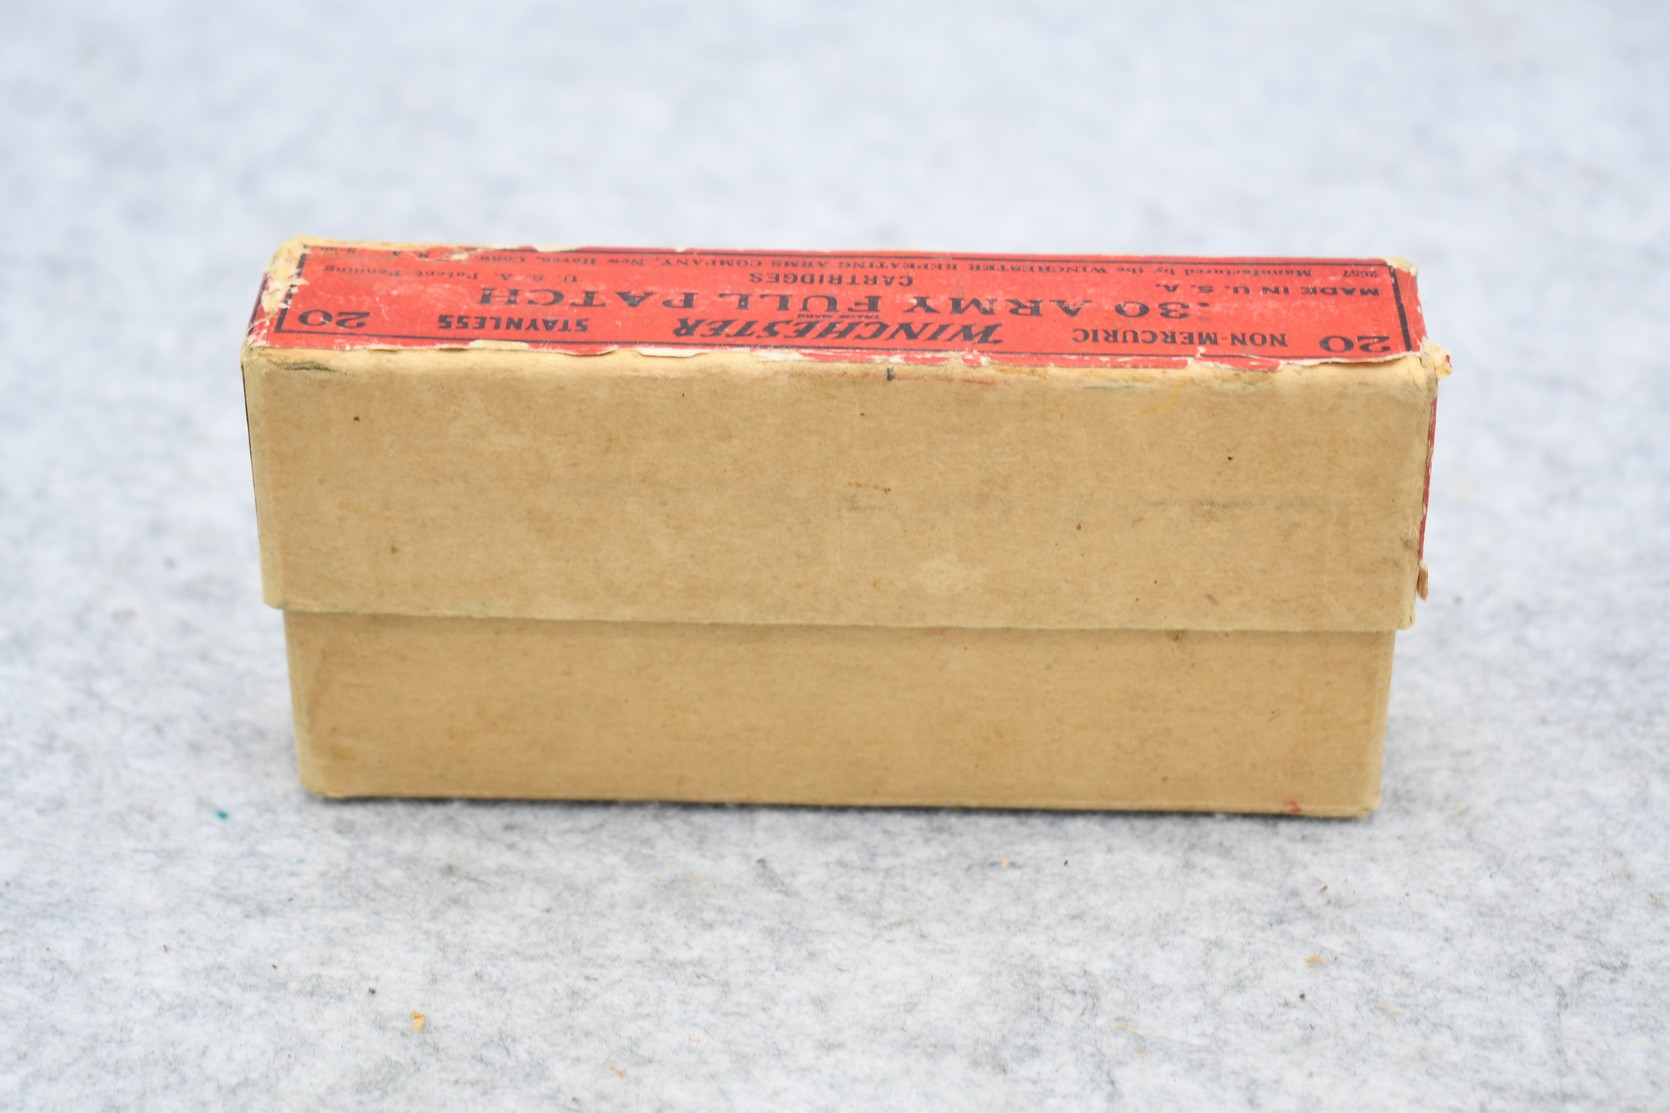 20 NON-MERCURIC WINCHESTER STAYNLESS 20
TRADE MARK
.30 ARMY FULL PATCH
MADE IN U.S.A. CARTRIDGES U.S.A. Patent Pending
2657 Manufactured by the WINCHESTER REPEATING ARMS COMPANY, New Haven, Conn.